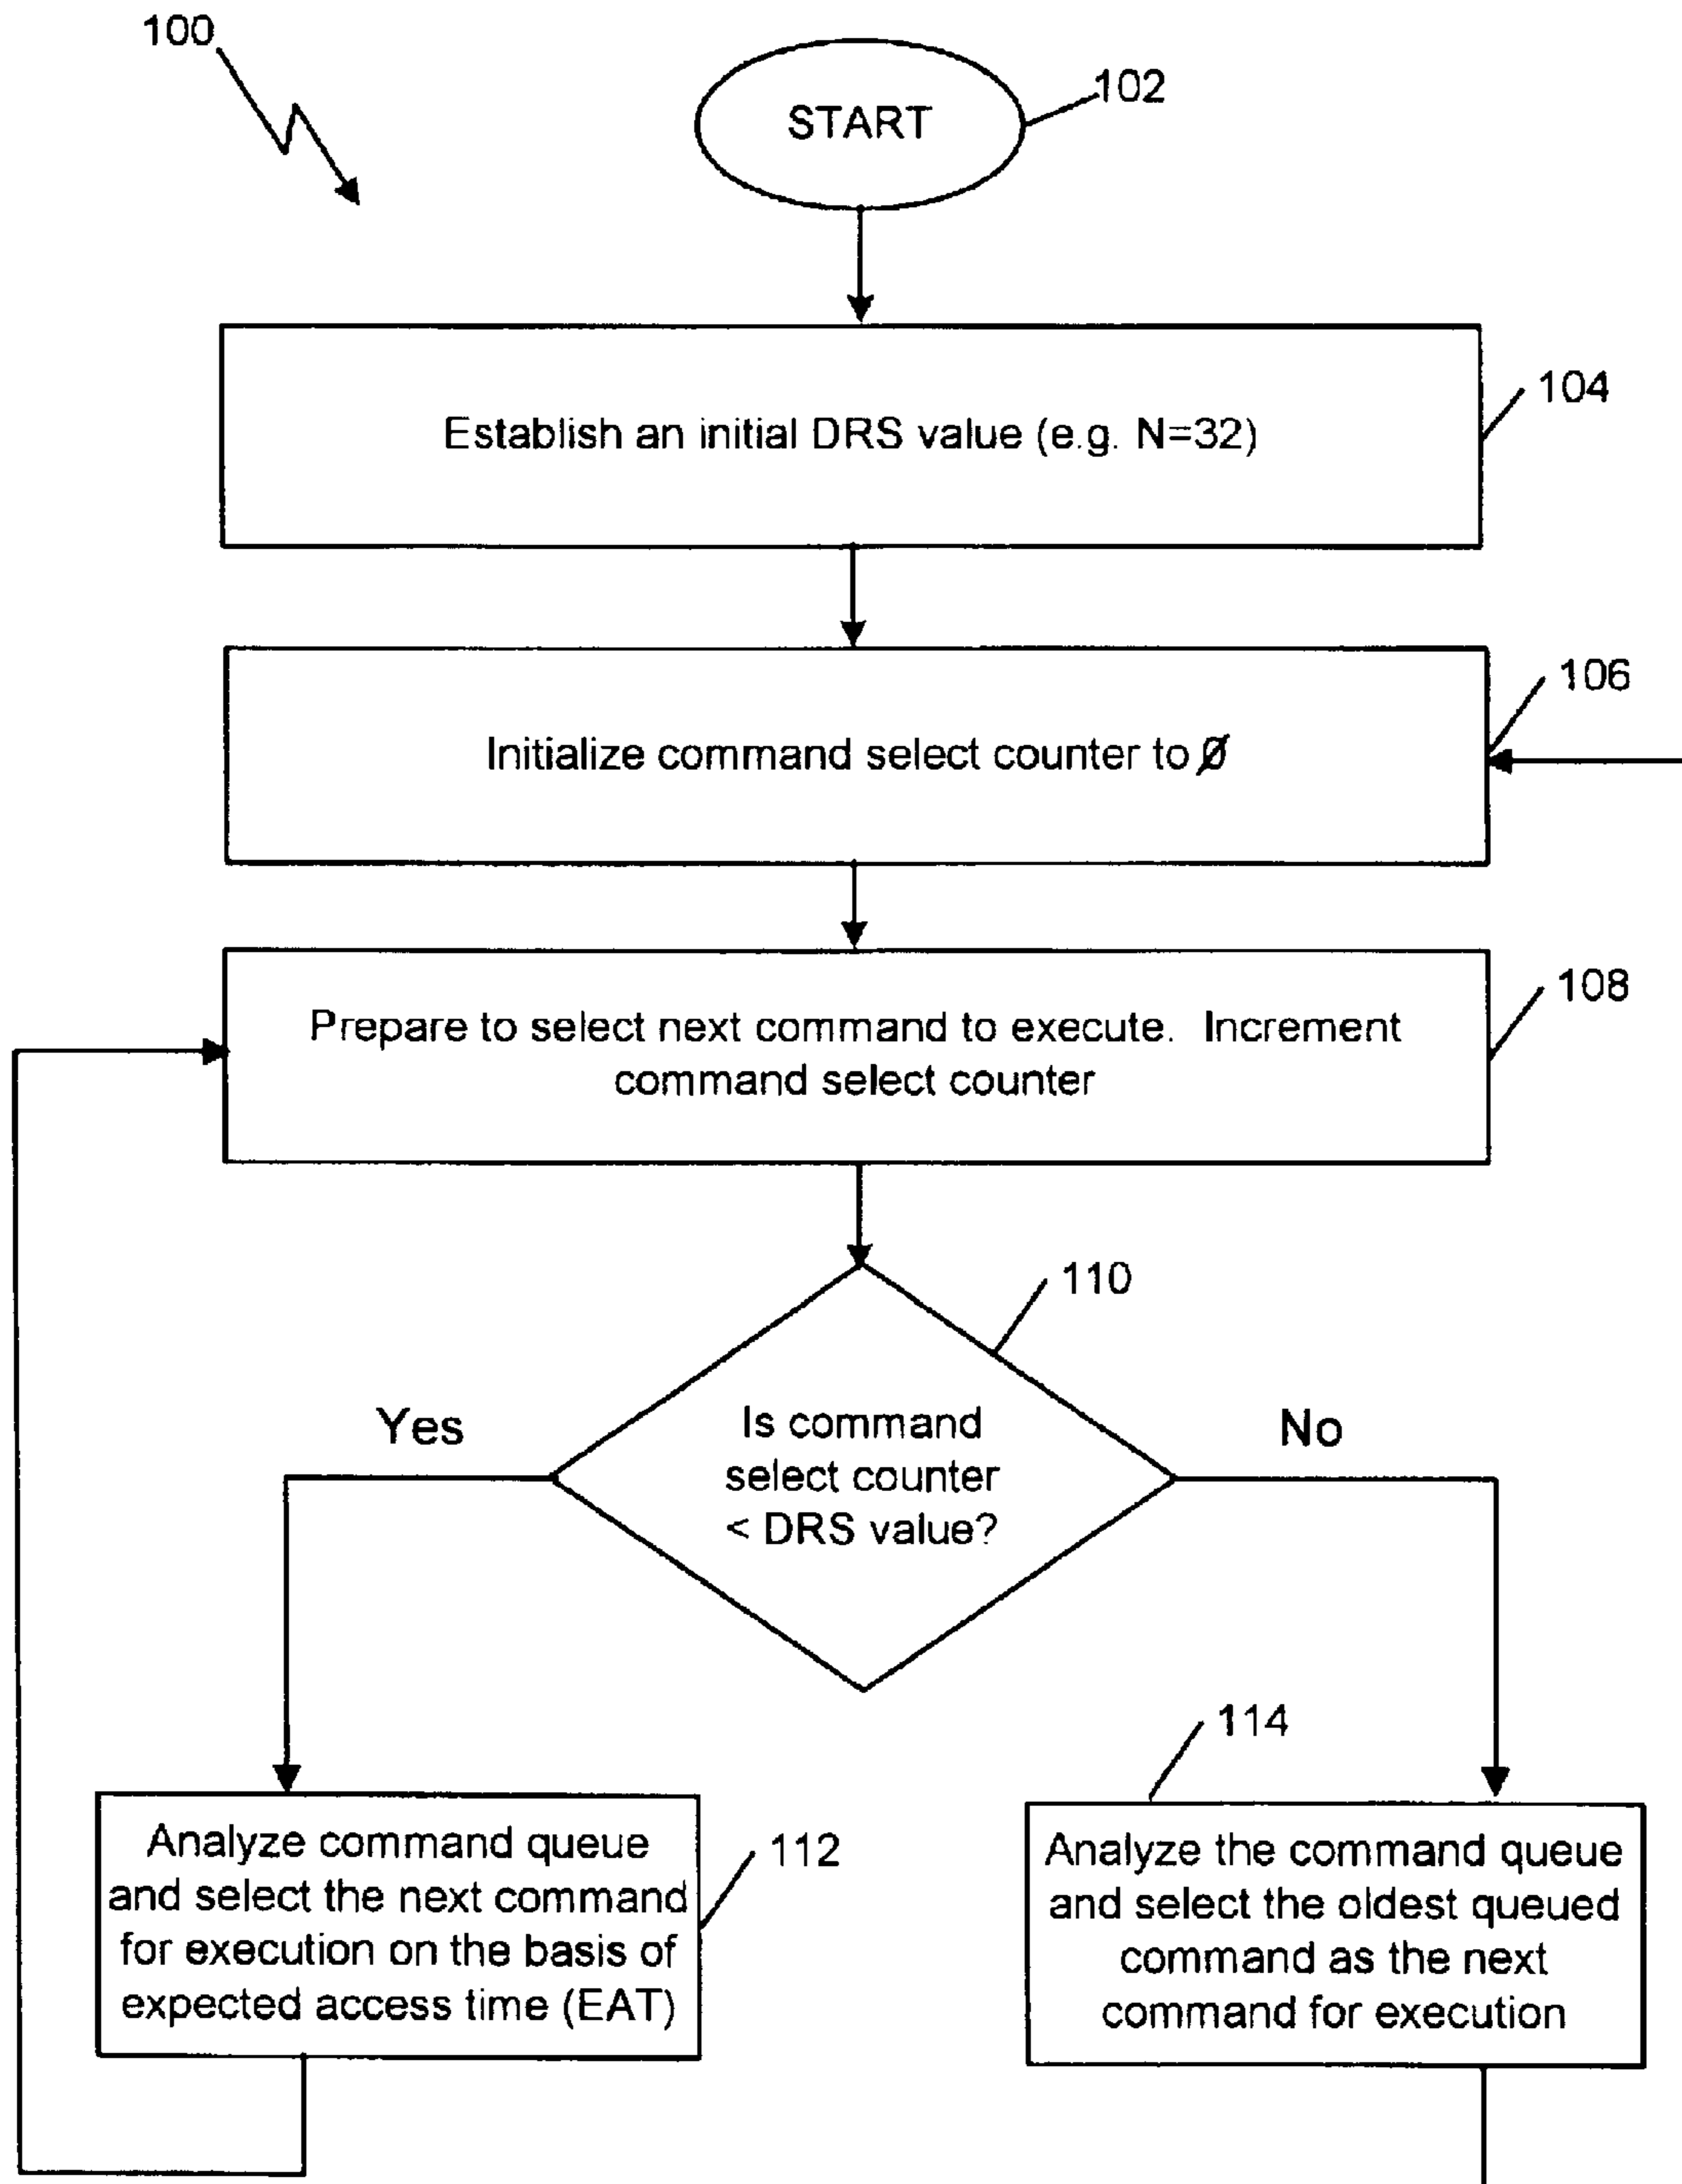 100
START
102
Establish an initial DRS value (e.g. N=32)
104
Initialize command select counter to Ø
106
Prepare to select next command to execute. Increment
command select counter
108
Is command
select counter
< DRS value?
110
Yes
No
Analyze command queue
and select the next command
for execution on the basis of
expected access time (EAT)
112
114
Analyze the command queue
and select the oldest queued
command as the next
command for execution